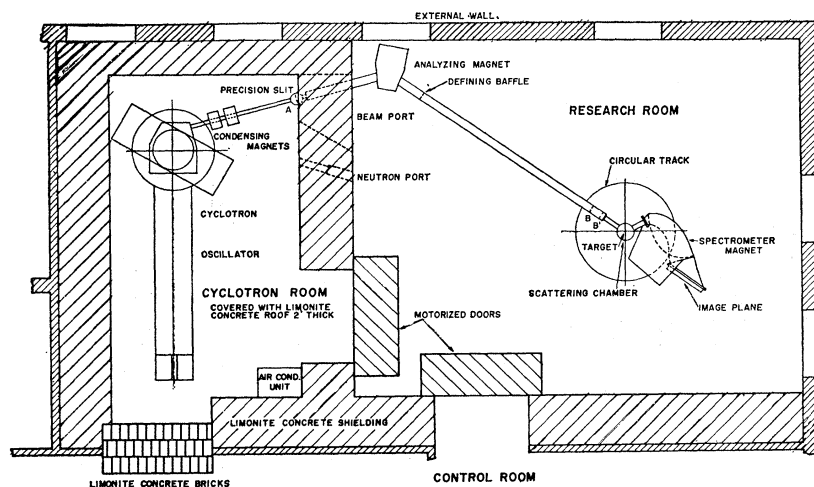 EXTERNAL WALL.
ANALYZING MAGNET
PRECISION SLIT
DEFINING BAFFLE
A
RESEARCH ROOM
BEAM PORT
CONDENSING
MAGNETS
CIRCULAR TRACK
NEUTRON PORT
CYCLOTRON
B
B'
TARGET
SPECTROMETER
MAGNET
OSCILLATOR
CYCLOTRON ROOM
COVERED WITH LIMONITE
CONCRETE ROOF 2' THICK
SCATTERING CHAMBER
IMAGE PLANE
MOTORIZED DOORS
AIR COND.
UNIT
LIMONITE CONCRETE SHIELDING
CONTROL ROOM
LIMONITE CONCRETE BRICKS